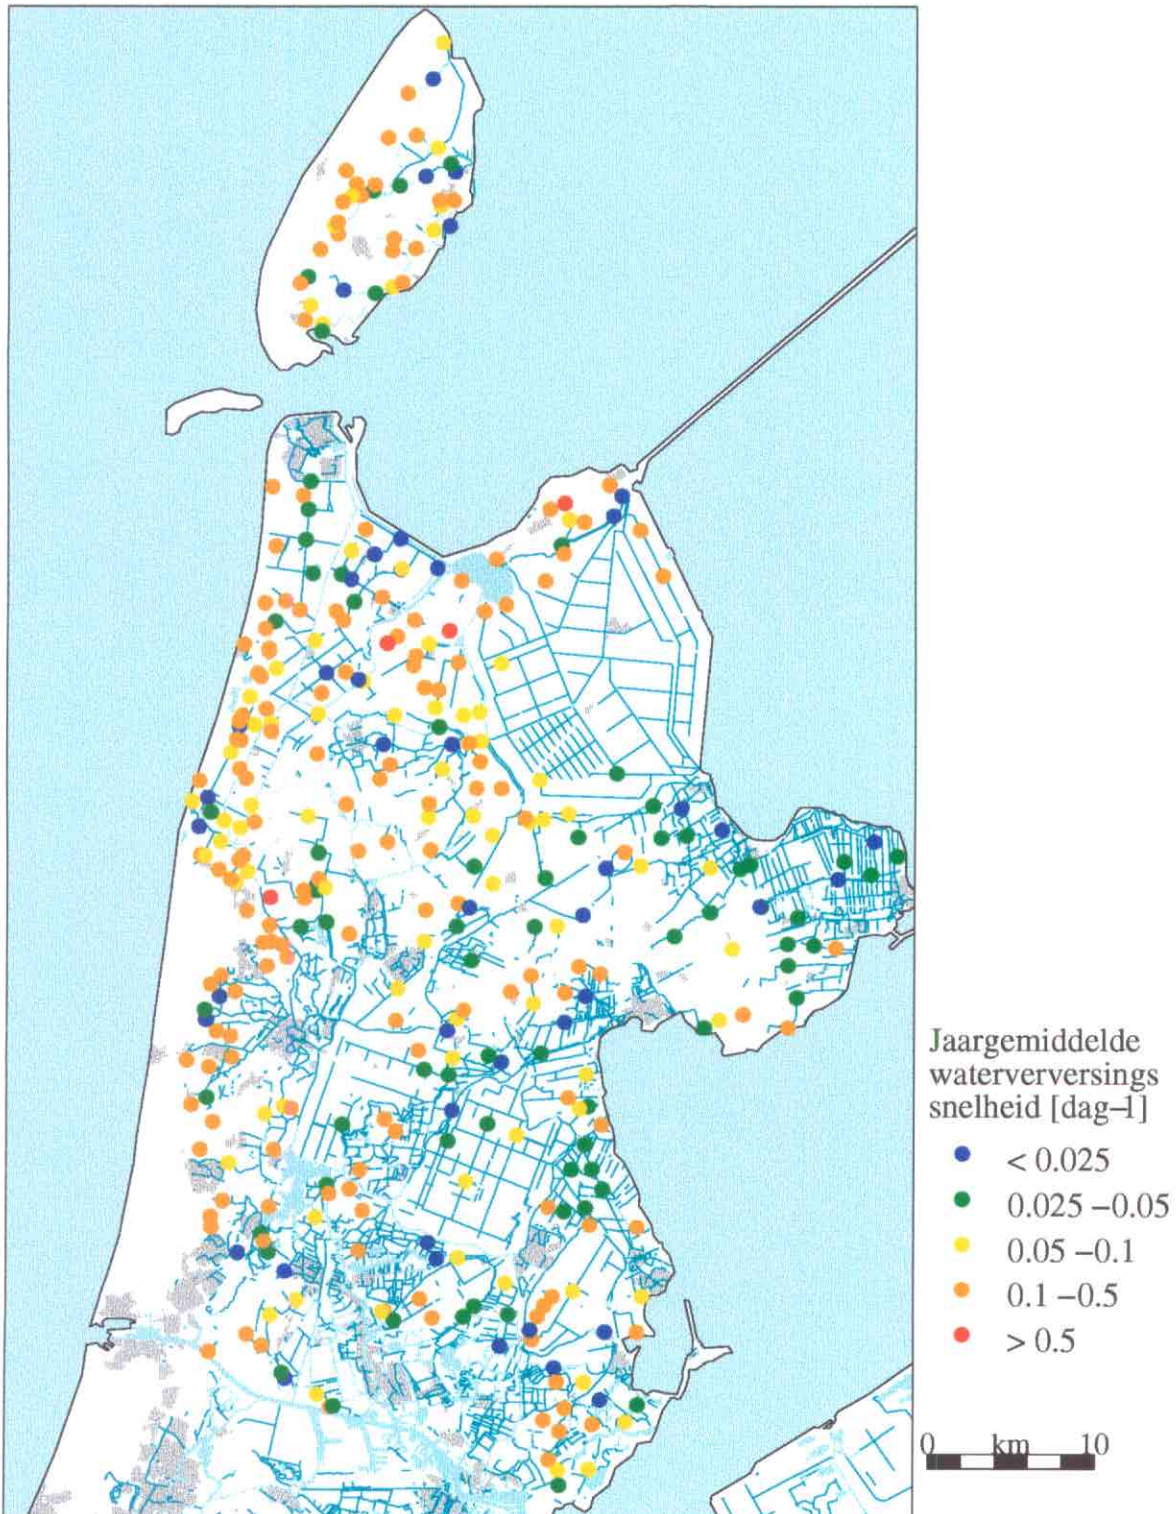 Jaargemiddelde
waterverversings
snelheid [dag–1]
< 0.025
0.025 –0.05
0.05 –0.1
0.1 –0.5
> 0.5
0 km 10